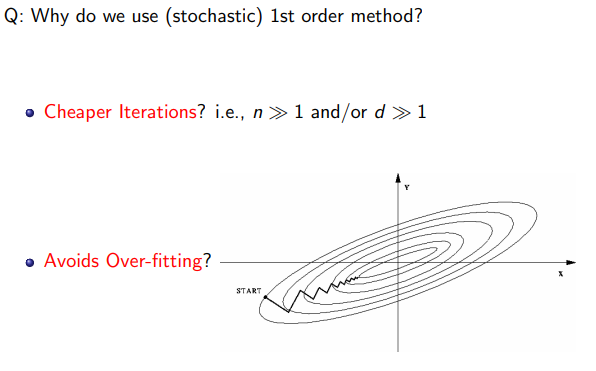 Q: Why do we use (stochastic) 1st order method?
Cheaper Iterations? i.e., n ≫ 1 and/or d ≫ 1
Y
Avoids Over-fitting?
X
START